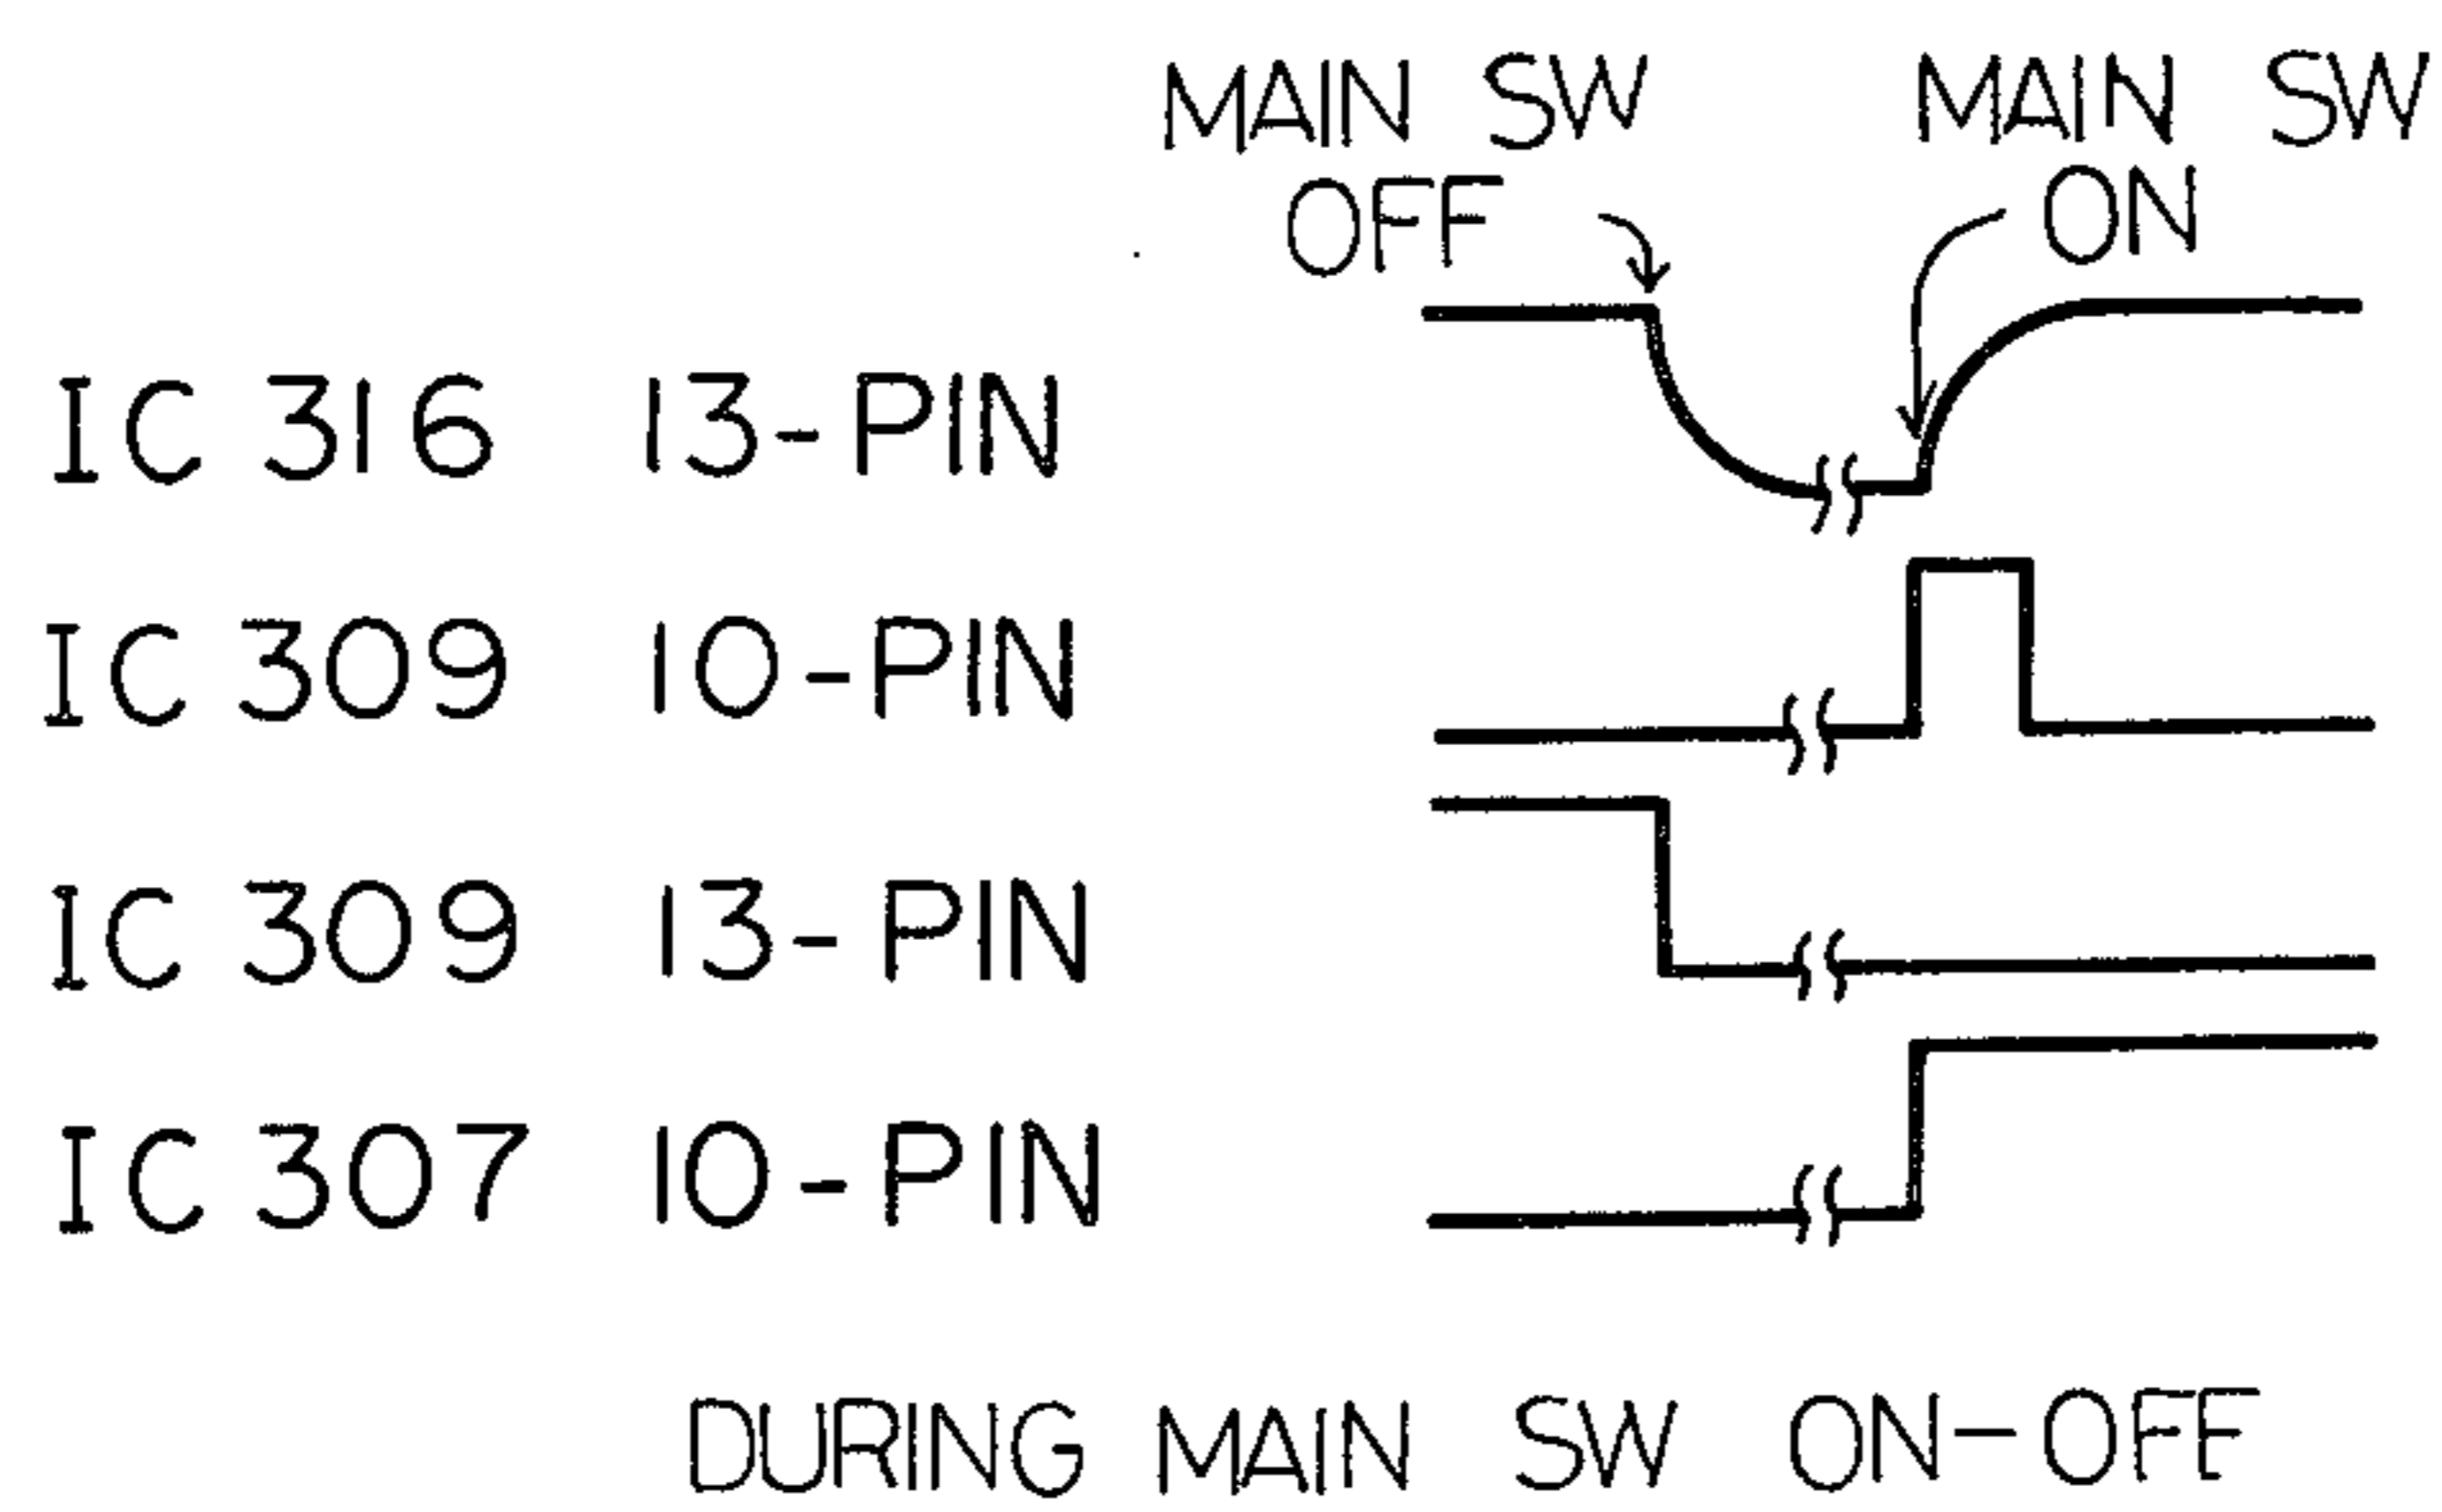 MAIN SW MAIN SW
OFF ON
IC 316 13-PIN
IC 309 10-PIN
IC 309 13-PIN
IC 307 10-PIN
DURING MAIN SW ON-OFF